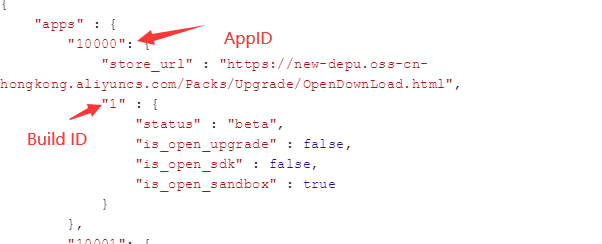 {
"apps" : {
"10000": { AppID
"store_url" : "https://new-depu.oss-cn-
hongkong.aliyuncs.com/Packs/Upgrade/OpenDownLoad.html",
"1" : {
Build ID "status" : "beta",
"is_open_upgrade" : false,
"is_open_sdk" : false,
"is_open_sandbox" : true
}
},
"10001": {